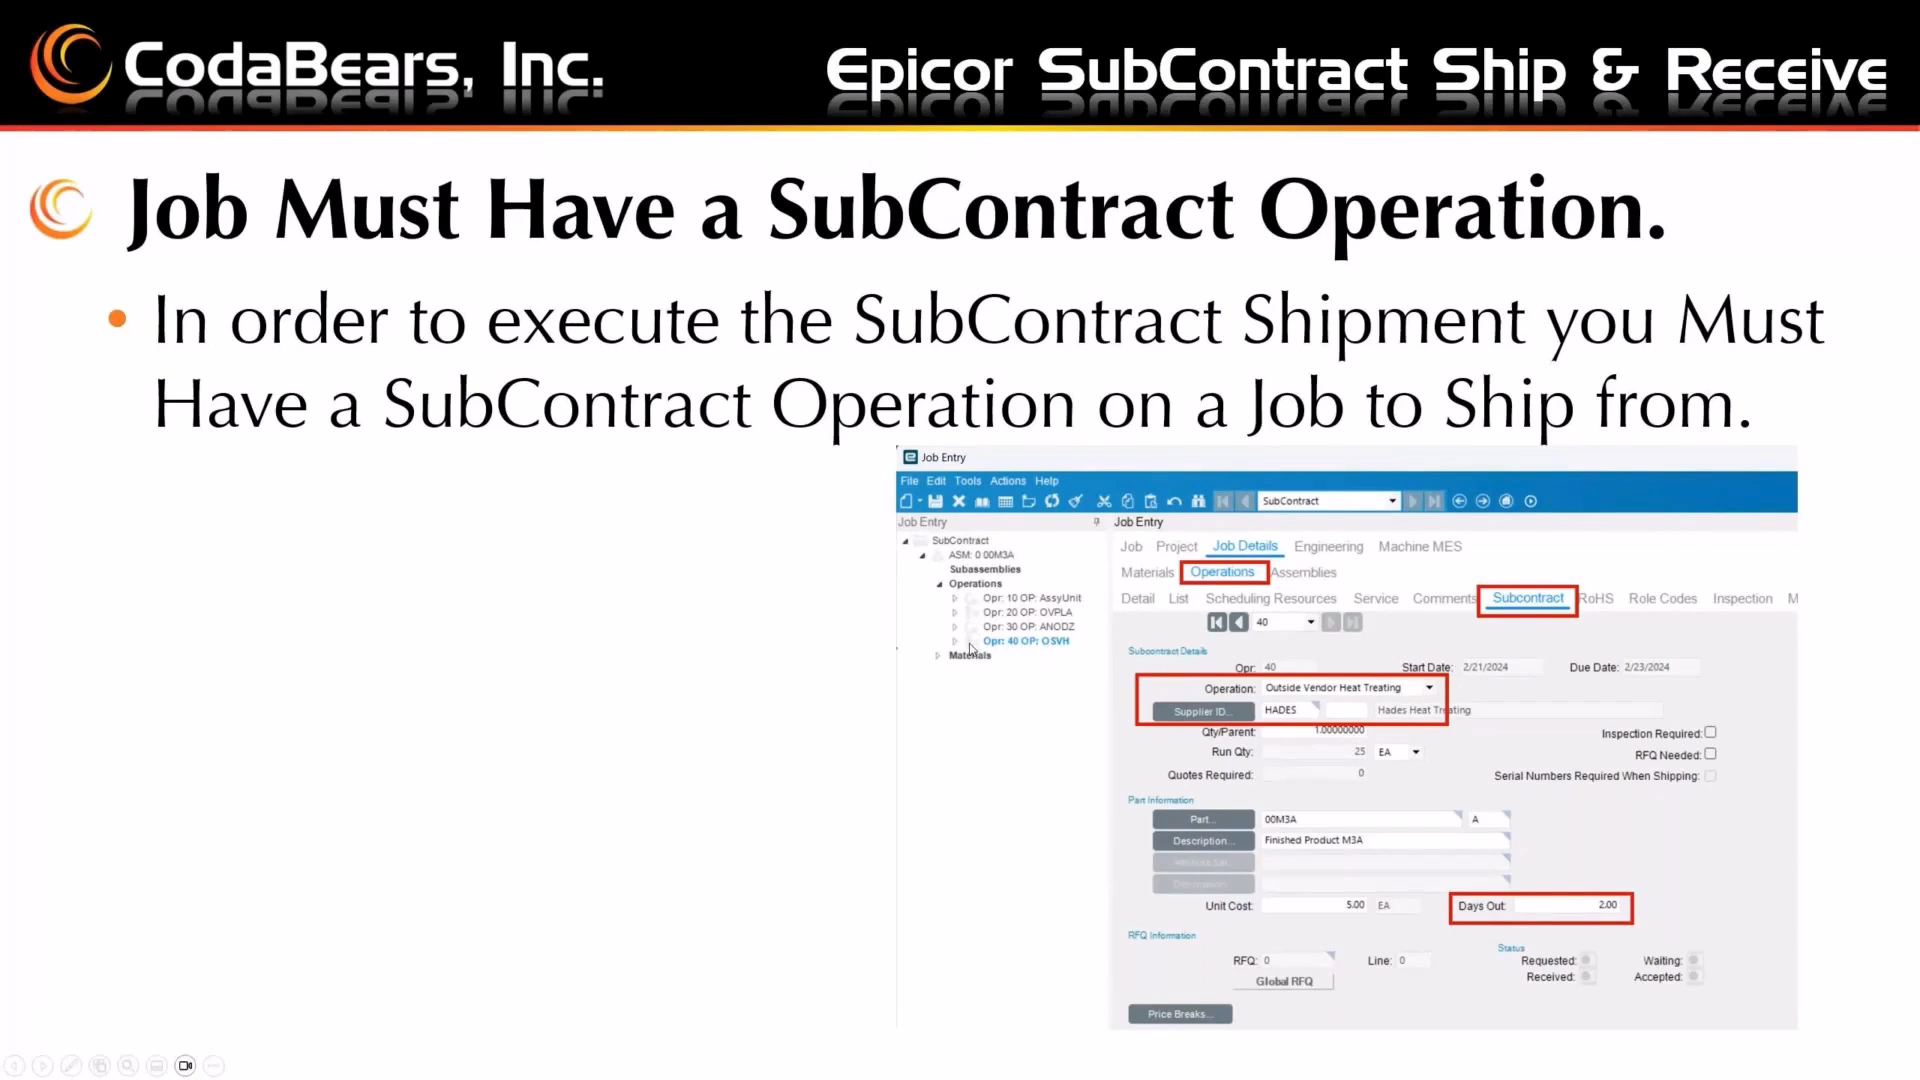 CodaBears, Inc.
Epicor SubContract Ship & Receive
Job Must Have a SubContract Operation.
• In order to execute the SubContract Shipment you Must
Have a SubContract Operation on a Job to Ship from.
Job Entry
File Edit Tools Actions Help
SubContract
Job Entry
SubContract
ASM: 0 00M3A
Subassemblies
Operations
Opr: 10 OP: AssyUnit
Opr: 20 OP: OVPLA
Opr: 30 OP: ANODZ
Opr: 40 OP: OSVH
Materials
Job Entry
Job Project Job Details Engineering Machine MES
Materials Operations Assemblies
Detail List Scheduling Resources Service Comments Subcontract RoHS Role Codes Inspection M
40
Subcontract Details
Opr: 40 Start Date: 2/21/2024 Due Date: 2/23/2024
Operation: Outside Vendor Heat Treating
Supplier ID... HADES Hades Heat Treating
Qty/Parent: 1.00000000 Inspection Required:
Run Qty: 25 EA RFQ Needed:
Quotes Required: 0 Serial Numbers Required When Shipping:
Part Information
Part... 00M3A A
Description... Finished Product M3A
Unit Cost: 5.00 EA Days Out: 2.00
RFQ Information
Status
RFQ: 0 Line: 0 Requested: Waiting:
Global RFQ Received: Accepted:
Price Breaks...